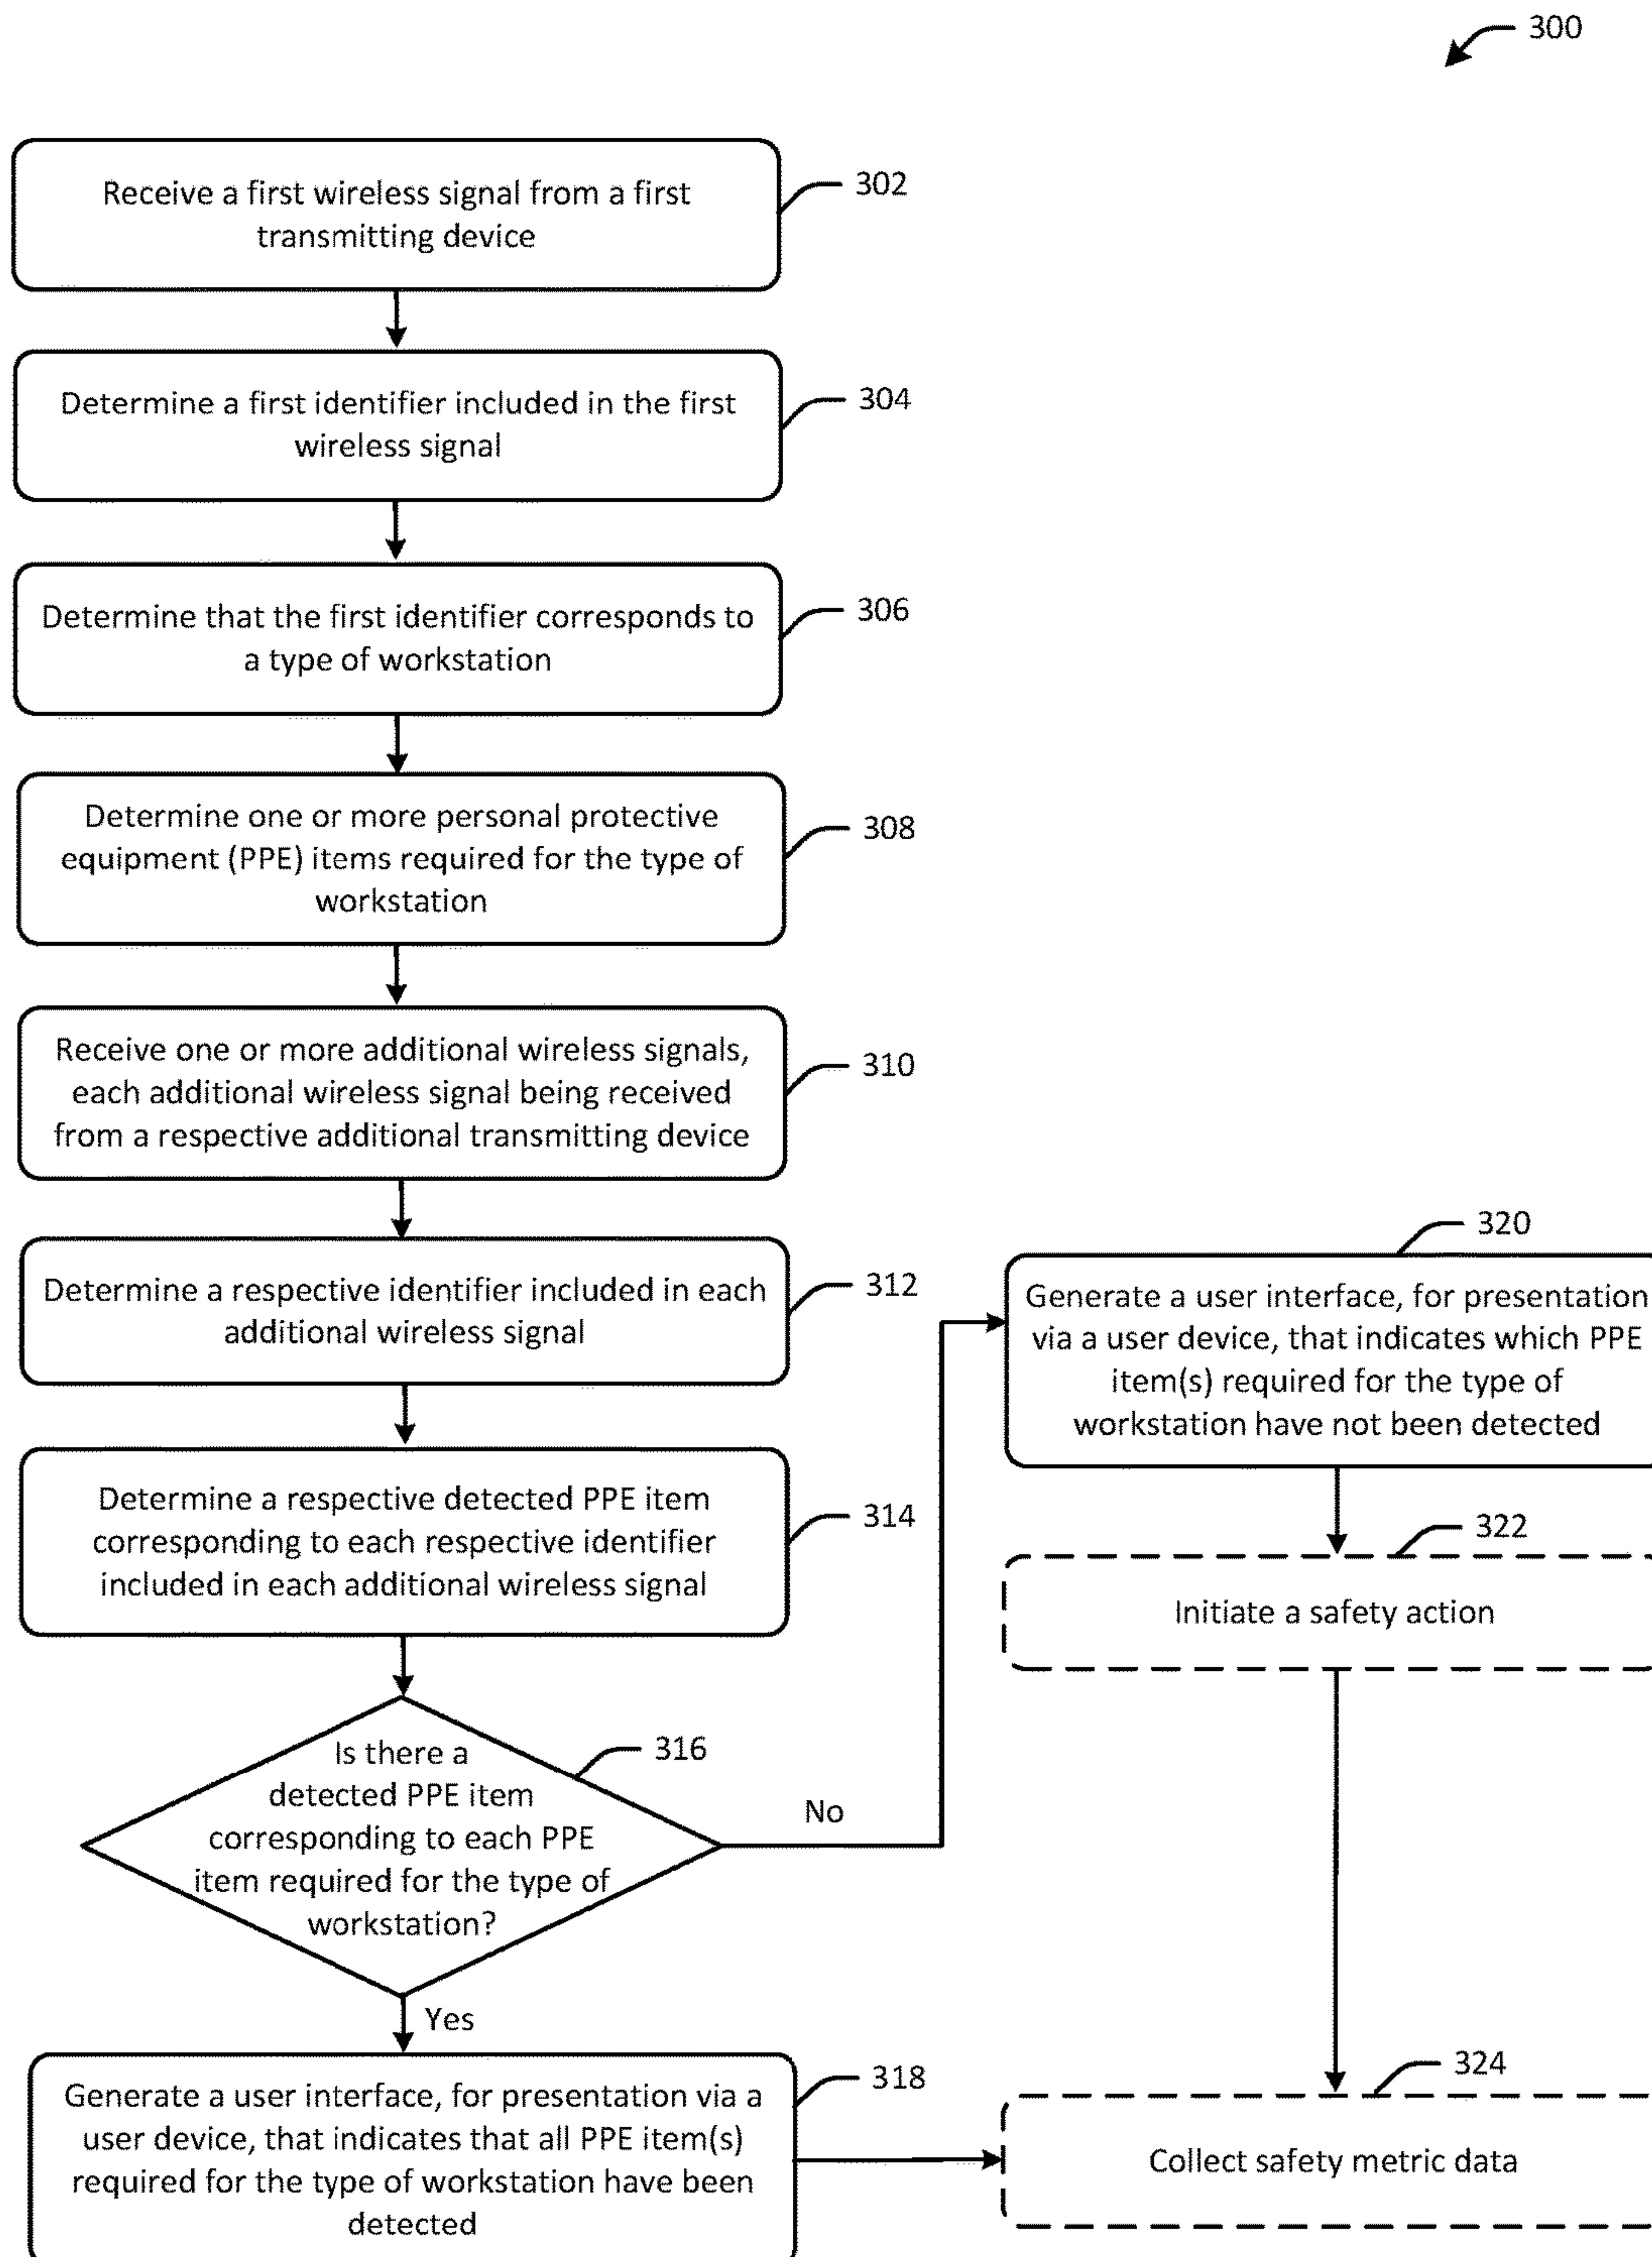 300
Receive a first wireless signal from a first
transmitting device
302
Determine a first identifier included in the first
wireless signal
304
Determine that the first identifier corresponds to
a type of workstation
306
Determine one or more personal protective
equipment (PPE) items required for the type of
workstation
308
Receive one or more additional wireless signals,
each additional wireless signal being received
from a respective additional transmitting device
310
Determine a respective identifier included in each
additional wireless signal
312
Determine a respective detected PPE item
corresponding to each respective identifier
included in each additional wireless signal
314
Is there a
detected PPE item
corresponding to each PPE
item required for the type of
workstation?
316
No
Yes
Generate a user interface, for presentation via a
user device, that indicates that all PPE item(s)
required for the type of workstation have been
detected
318
320
Generate a user interface, for presentation
via a user device, that indicates which PPE
item(s) required for the type of
workstation have not been detected
322
Initiate a safety action
324
Collect safety metric data